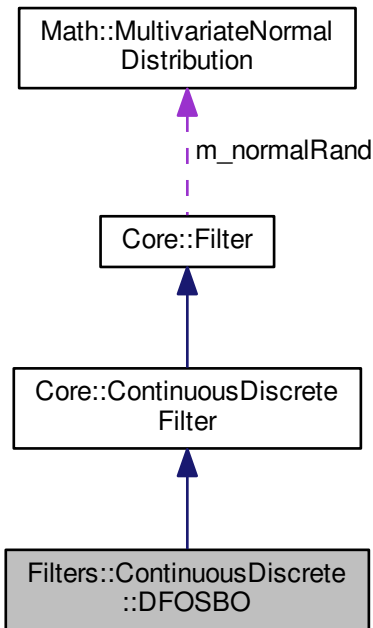 Math::MultivariateNormal
Distribution
m_normalRand
Core::Filter
Core::ContinuousDiscrete
Filter
Filters::ContinuousDiscrete
::DFOSBO